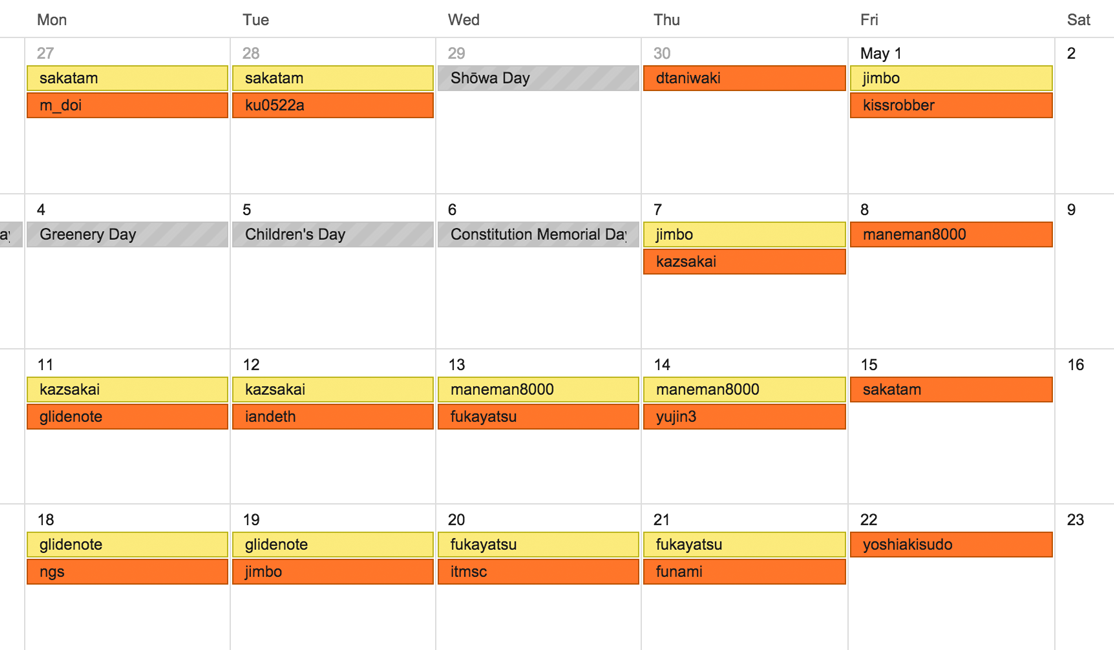 Mon Tue Wed Thu Fri Sat
27 28 29 30 May 1 2
sakatam sakatam Shōwa Day dtaniwaki jimbo
m_doi ku0522a kissrobber
4 5 6 7 8 9
Greenery Day Children's Day Constitution Memorial Day jimbo maneman8000
kazsakai
11 12 13 14 15 16
kazsakai kazsakai maneman8000 maneman8000 sakatam
glidenote iandeth fukayatsu yujin3
18 19 20 21 22 23
glidenote glidenote fukayatsu fukayatsu yoshiakisudo
ngs jimbo itmsc funami